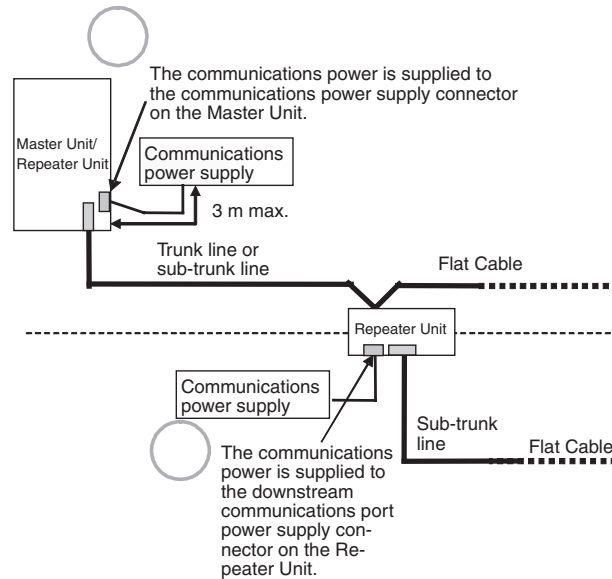 The communications power is supplied to
the communications power supply connector
on the Master Unit.
Master Unit/
Repeater Unit
Communications
power supply
3 m max.
Trunk line or
sub-trunk line
Flat Cable
Repeater Unit
Communications
power supply
Sub-trunk
line
Flat Cable
The communications
power is supplied to
the downstream
communications port
power supply con-
nector on the Re-
peater Unit.